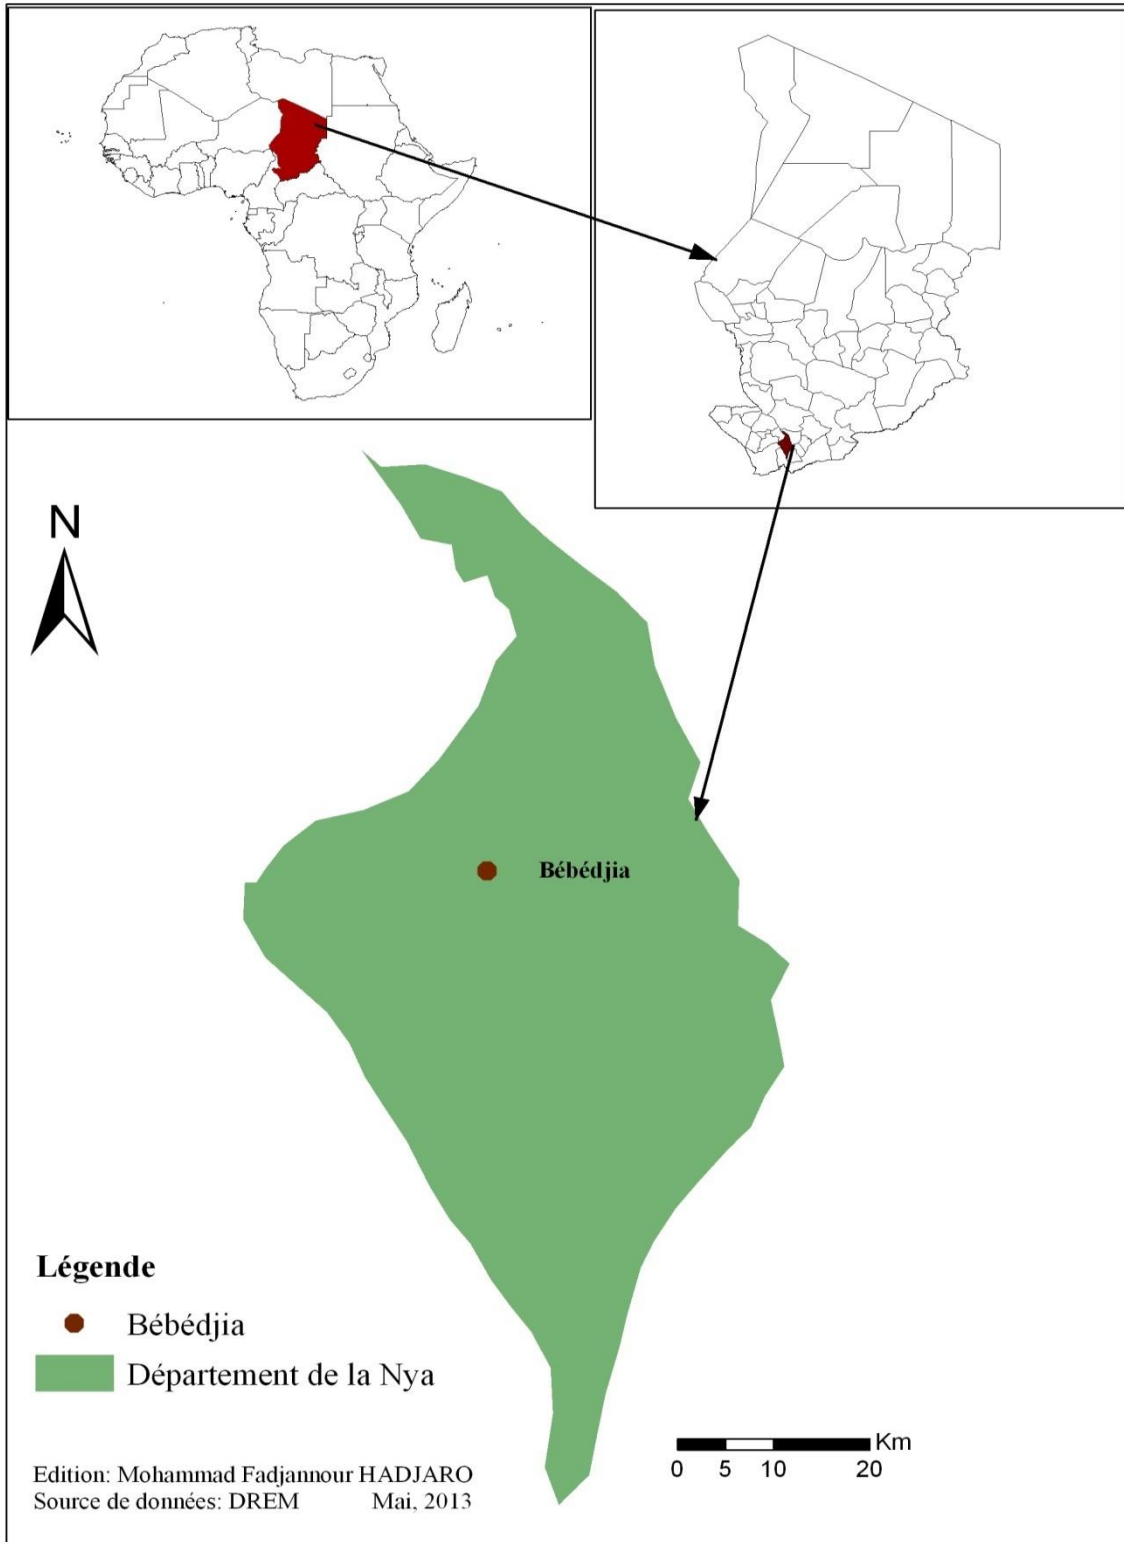 N
Bébédjia
Légende
Bébédjia
Département de la Nya
Km
0 5 10 20
Edition: Mohammad Fadjannour HADJARO
Source de données: DREM Mai, 2013